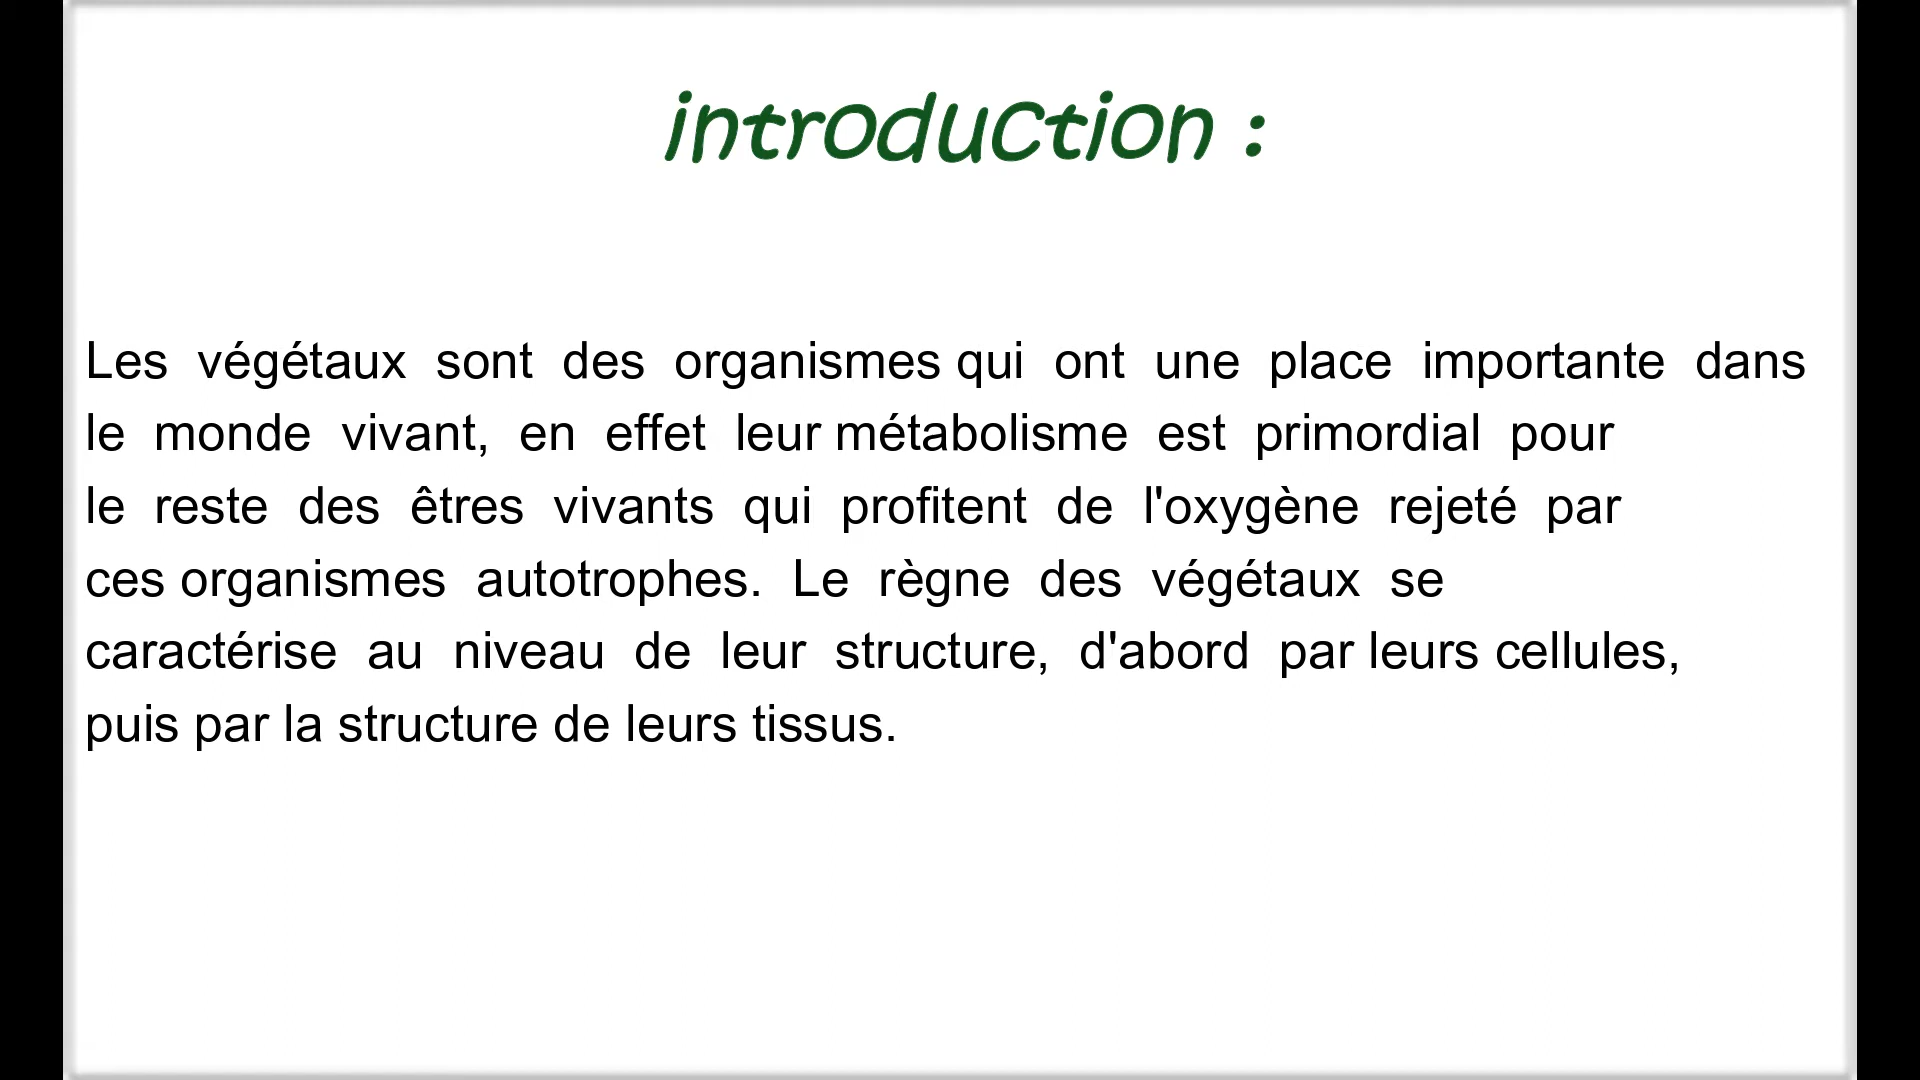 introduction :
Les végétaux sont des organismes qui ont une place importante dans
le monde vivant, en effet leur métabolisme est primordial pour
le reste des êtres vivants qui profitent de l'oxygène rejeté par
ces organismes autotrophes. Le règne des végétaux se
caractérise au niveau de leur structure, d'abord par leurs cellules,
puis par la structure de leurs tissus.